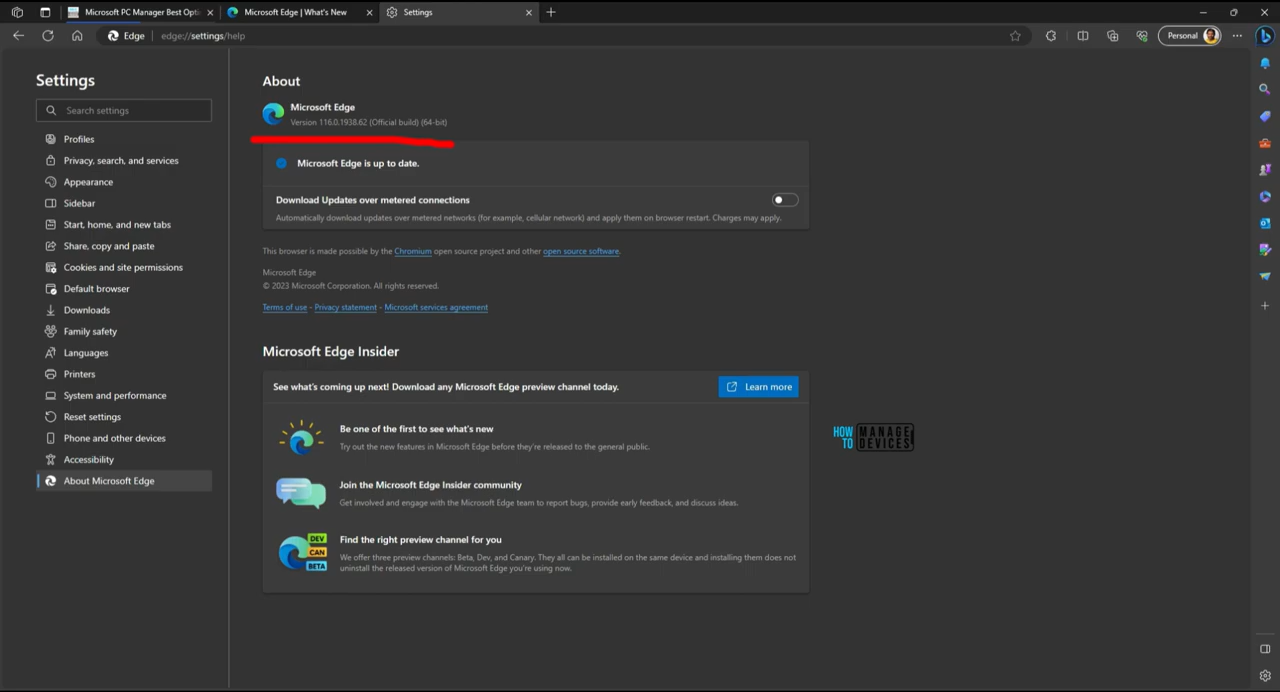 Microsoft PC Manager Best Opti
Microsoft Edge | What's New
Settings
Edge
edge://settings/help
Personal
Settings
Search settings
Profiles
Privacy, search, and services
Appearance
Sidebar
Start, home, and new tabs
Share, copy and paste
Cookies and site permissions
Default browser
Downloads
Family safety
Languages
Printers
System and performance
Reset settings
Phone and other devices
Accessibility
About Microsoft Edge
About
Microsoft Edge
Version 116.0.1938.62 (Official build) (64-bit)
Microsoft Edge is up to date.
Download Updates over metered connections
Automatically download updates over metered networks (for example, cellular network) and apply them on browser restart. Charges may apply.
This browser is made possible by the Chromium open source project and other open source software.
Microsoft Edge
© 2023 Microsoft Corporation. All rights reserved.
Terms of use - Privacy statement - Microsoft services agreement
Microsoft Edge Insider
See what's coming up next! Download any Microsoft Edge preview channel today.
Learn more
Be one of the first to see what's new
Try out the new features in Microsoft Edge before they're released to the general public.
Join the Microsoft Edge Insider community
Get involved and engage with the Microsoft Edge team to report bugs, provide early feedback, and discuss ideas.
DEV
CAN
BETA
Find the right preview channel for you
We offer three preview channels: Beta, Dev, and Canary. They all can be installed on the same device and installing them does not
uninstall the released version of Microsoft Edge you're using now.
HOW MANAGE
TO DEVICES